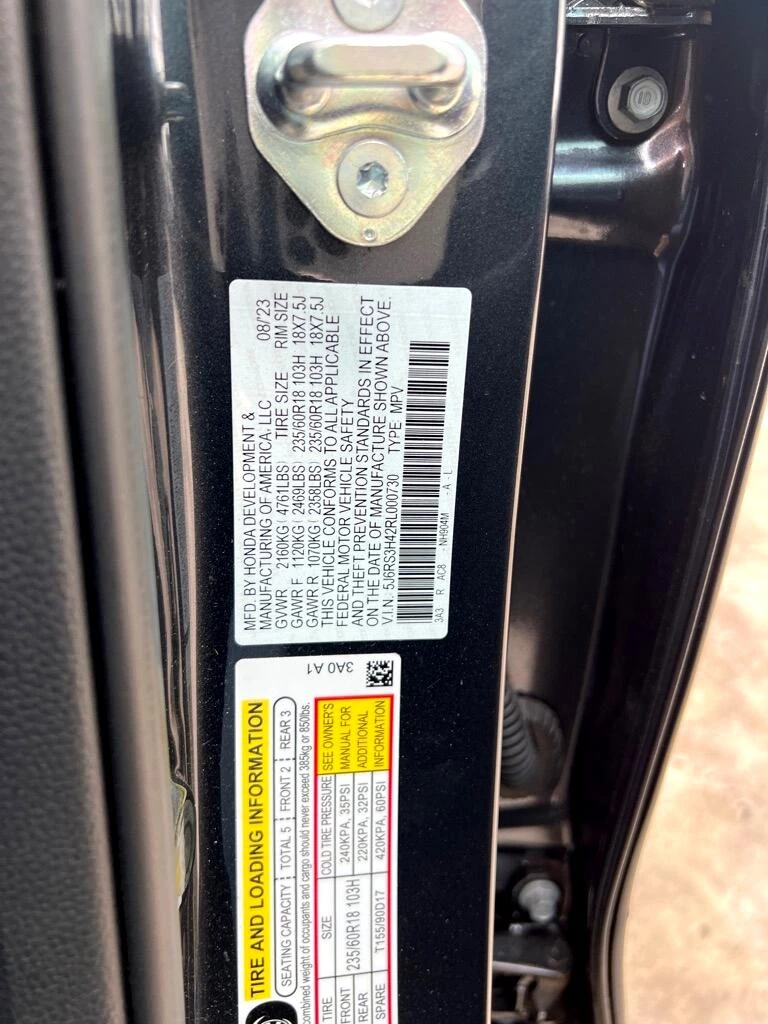 MFD. BY HONDA DEVELOPMENT &
MANUFACTURING OF AMERICA, LLC 08/23
GVWR 2160KG ( 4761LBS) TIRE SIZE RIM SIZE
GAWR F 1120KG ( 2469LBS) 235/60R18 103H 18X7.5J
GAWR R 1070KG ( 2358LBS) 235/60R18 103H 18X7.5J
THIS VEHICLE CONFORMS TO ALL APPLICABLE
FEDERAL MOTOR VEHICLE SAFETY
AND THEFT PREVENTION STANDARDS IN EFFECT
ON THE DATE OF MANUFACTURE SHOWN ABOVE.
V.I.N: 5J6RS3H42RL000730 TYPE: MPV
3A3 R AC8 - NH904M - A - L
3A0 A1
TIRE AND LOADING INFORMATION
SEATING CAPACITY TOTAL 5 FRONT 2 REAR 3
combined weight of occupants and cargo should never exceed 385kg or 850lbs.
TIRE SIZE COLD TIRE PRESSURE SEE OWNER'S MANUAL FOR ADDITIONAL INFORMATION
FRONT 235/60R18 103H 240KPA, 35PSI
REAR 220KPA, 32PSI
SPARE T155/90D17 420KPA, 60PSI